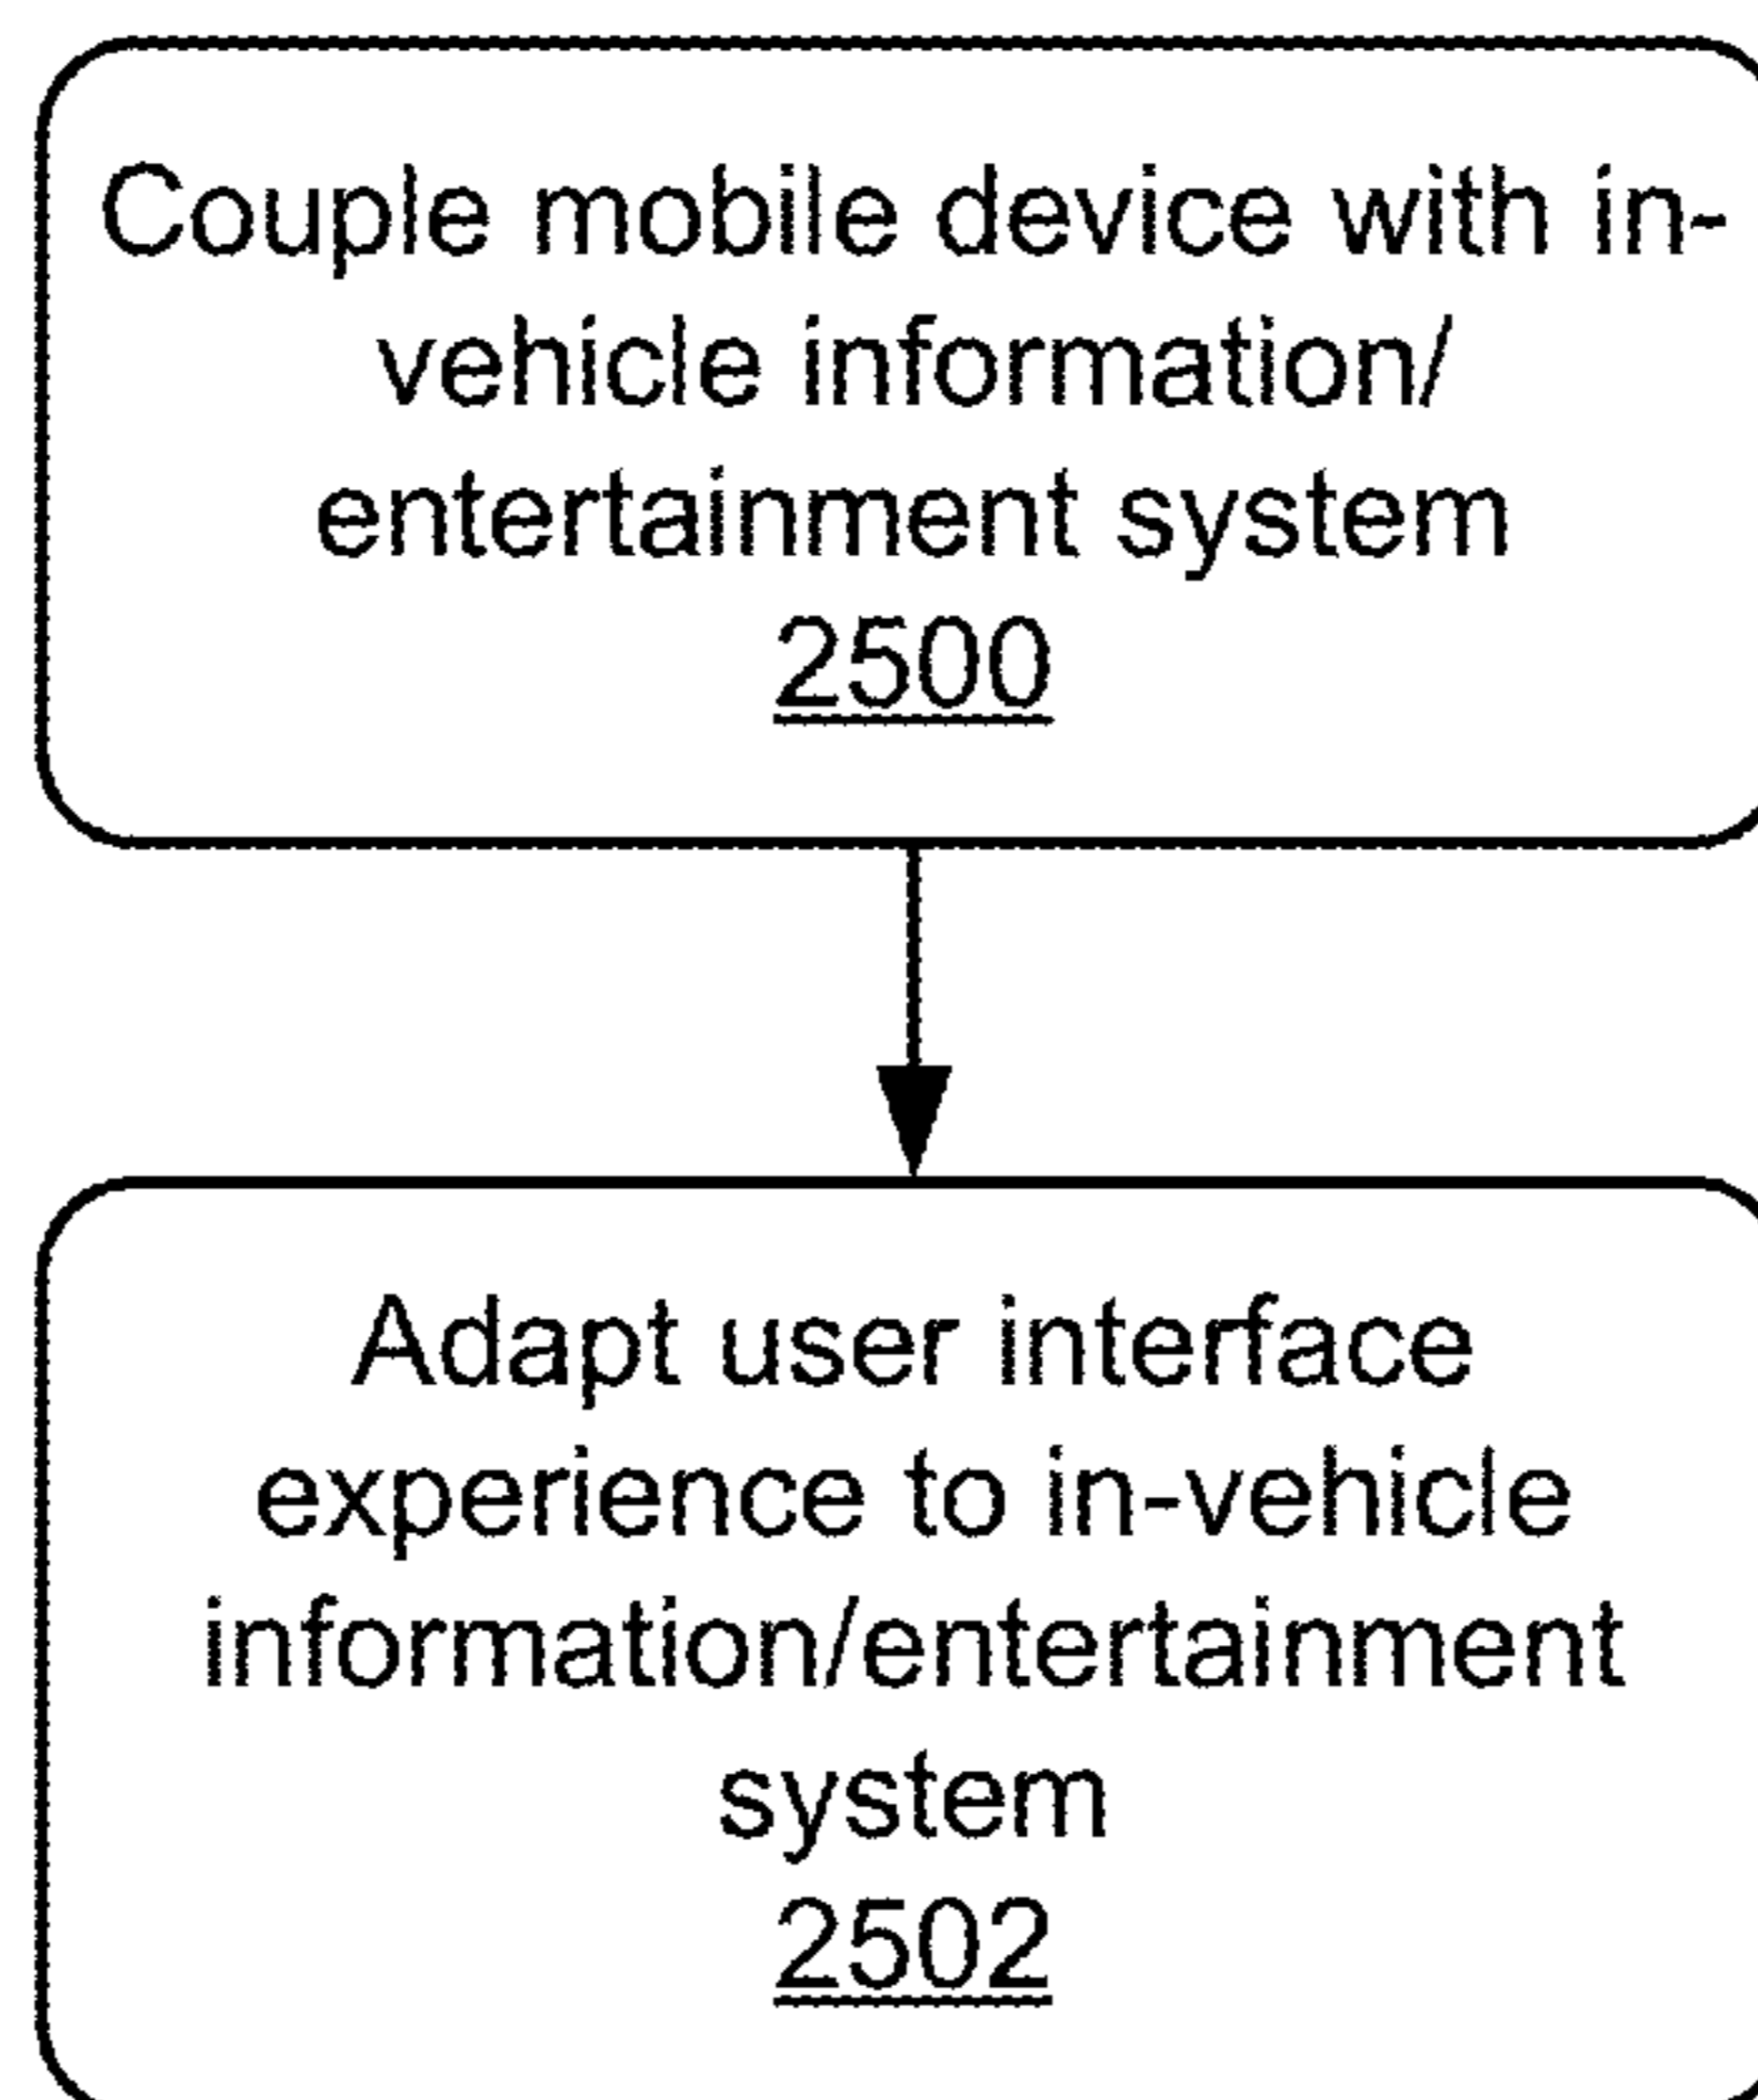 Couple mobile device with in-
vehicle information/
entertainment system
2500
Adapt user interface
experience to in-vehicle
information/entertainment
system
2502